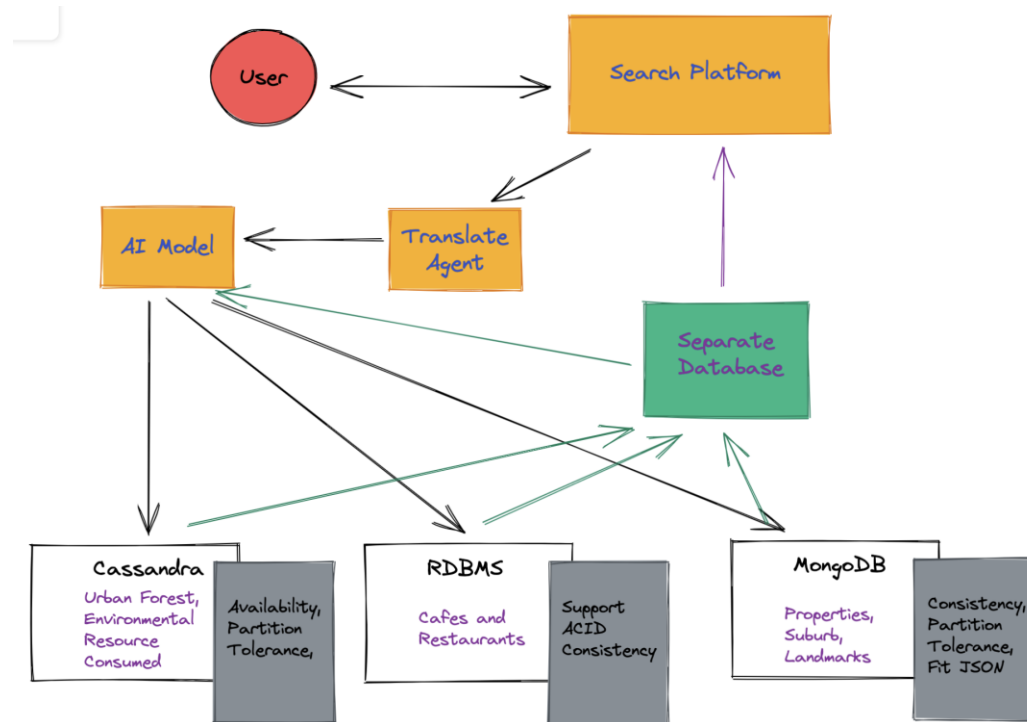 User
Search Platform
AI Model
Translate
Agent
Separate
Database
Cassandra
Urban Forest,
Environmental
Resource
Consumed
Availability,
Partition
Tolerance,
RDBMS
Cafes and
Restaurants
Support
ACID
Consistency
MongoDB
Properties,
Suburb,
Landmarks
Consistency,
Partition
Tolerance,
Fit JSON